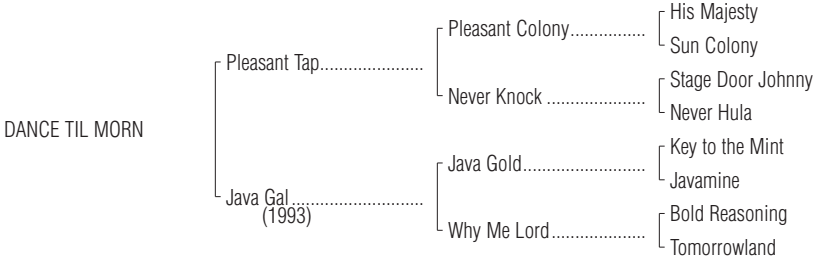 His Majesty
Pleasant Colony................
Sun Colony
Pleasant Tap......................
Stage Door Johnny
Never Knock .....................
Never Hula
DANCE TIL MORN
Key to the Mint
Java Gold..........................
Javamine
Java Gal............................
(1993)
Bold Reasoning
Why Me Lord....................
Tomorrowland